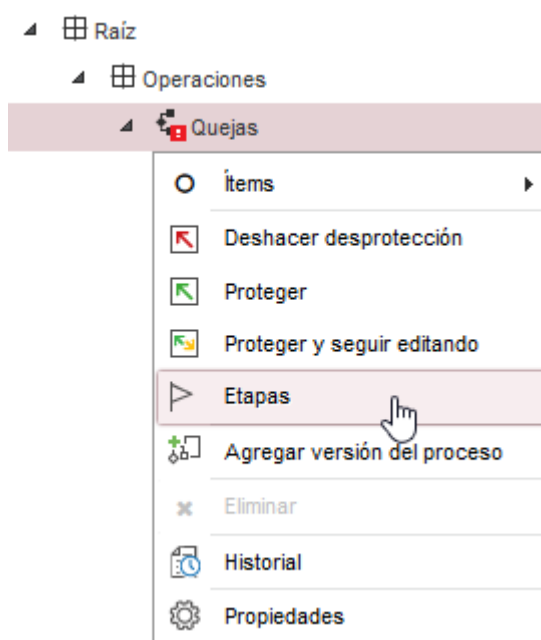 Raíz
Operaciones
Quejas
Ítems
Deshacer desprotección
Proteger
Proteger y seguir editando
Etapas
Agregar versión del proceso
Eliminar
Historial
Propiedades